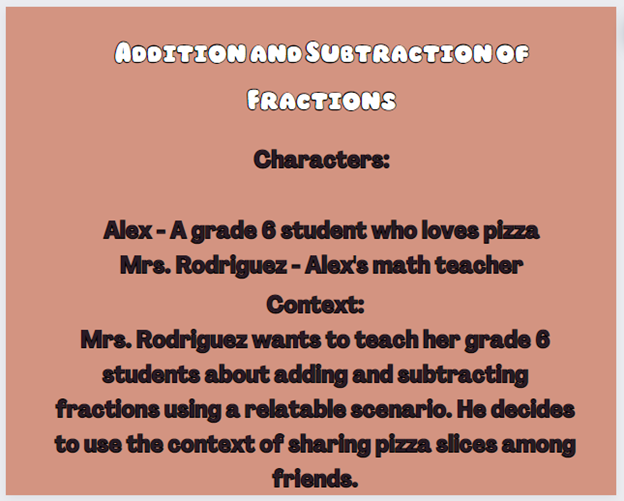 Addition and Subtraction of
Fractions
Characters:
Alex - A grade 6 student who loves pizza
Mrs. Rodriguez - Alex's math teacher
Context:
Mrs. Rodriguez wants to teach her grade 6
students about adding and subtracting
fractions using a relatable scenario. He decides
to use the context of sharing pizza slices among
friends.